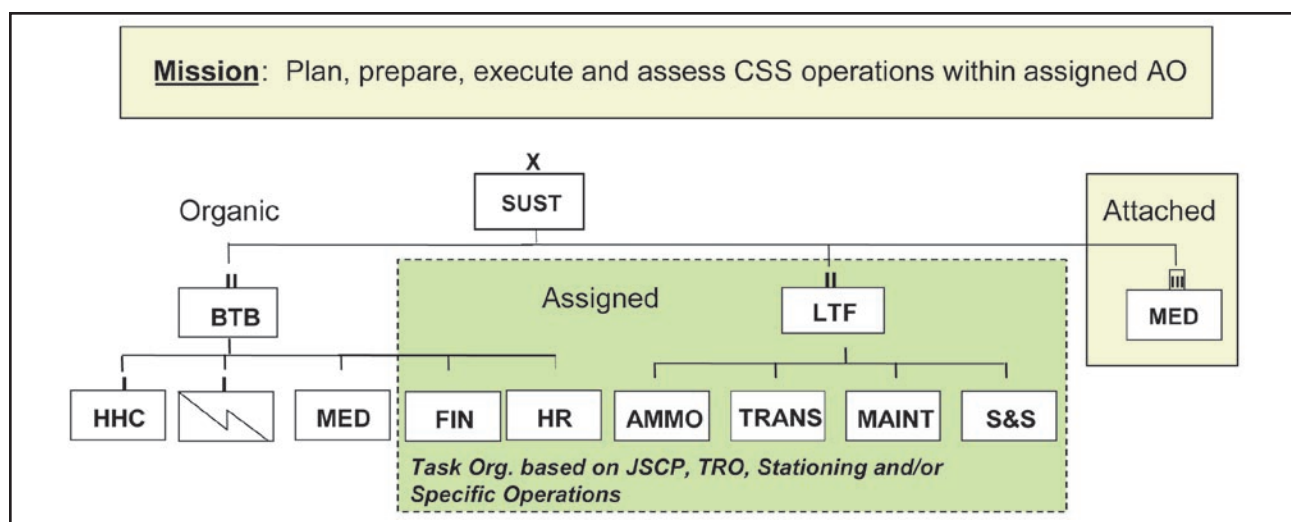 Mission: Plan, prepare, execute and assess CSS operations within assigned AO
X
SUST
Organic
Attached
II
BTB
Assigned
II
LTF
III
MED
I
I
HHC
MED
FIN
HR
AMMO
TRANS
MAINT
S&S
Task Org. based on JSCP, TRO, Stationing and/or
Specific Operations